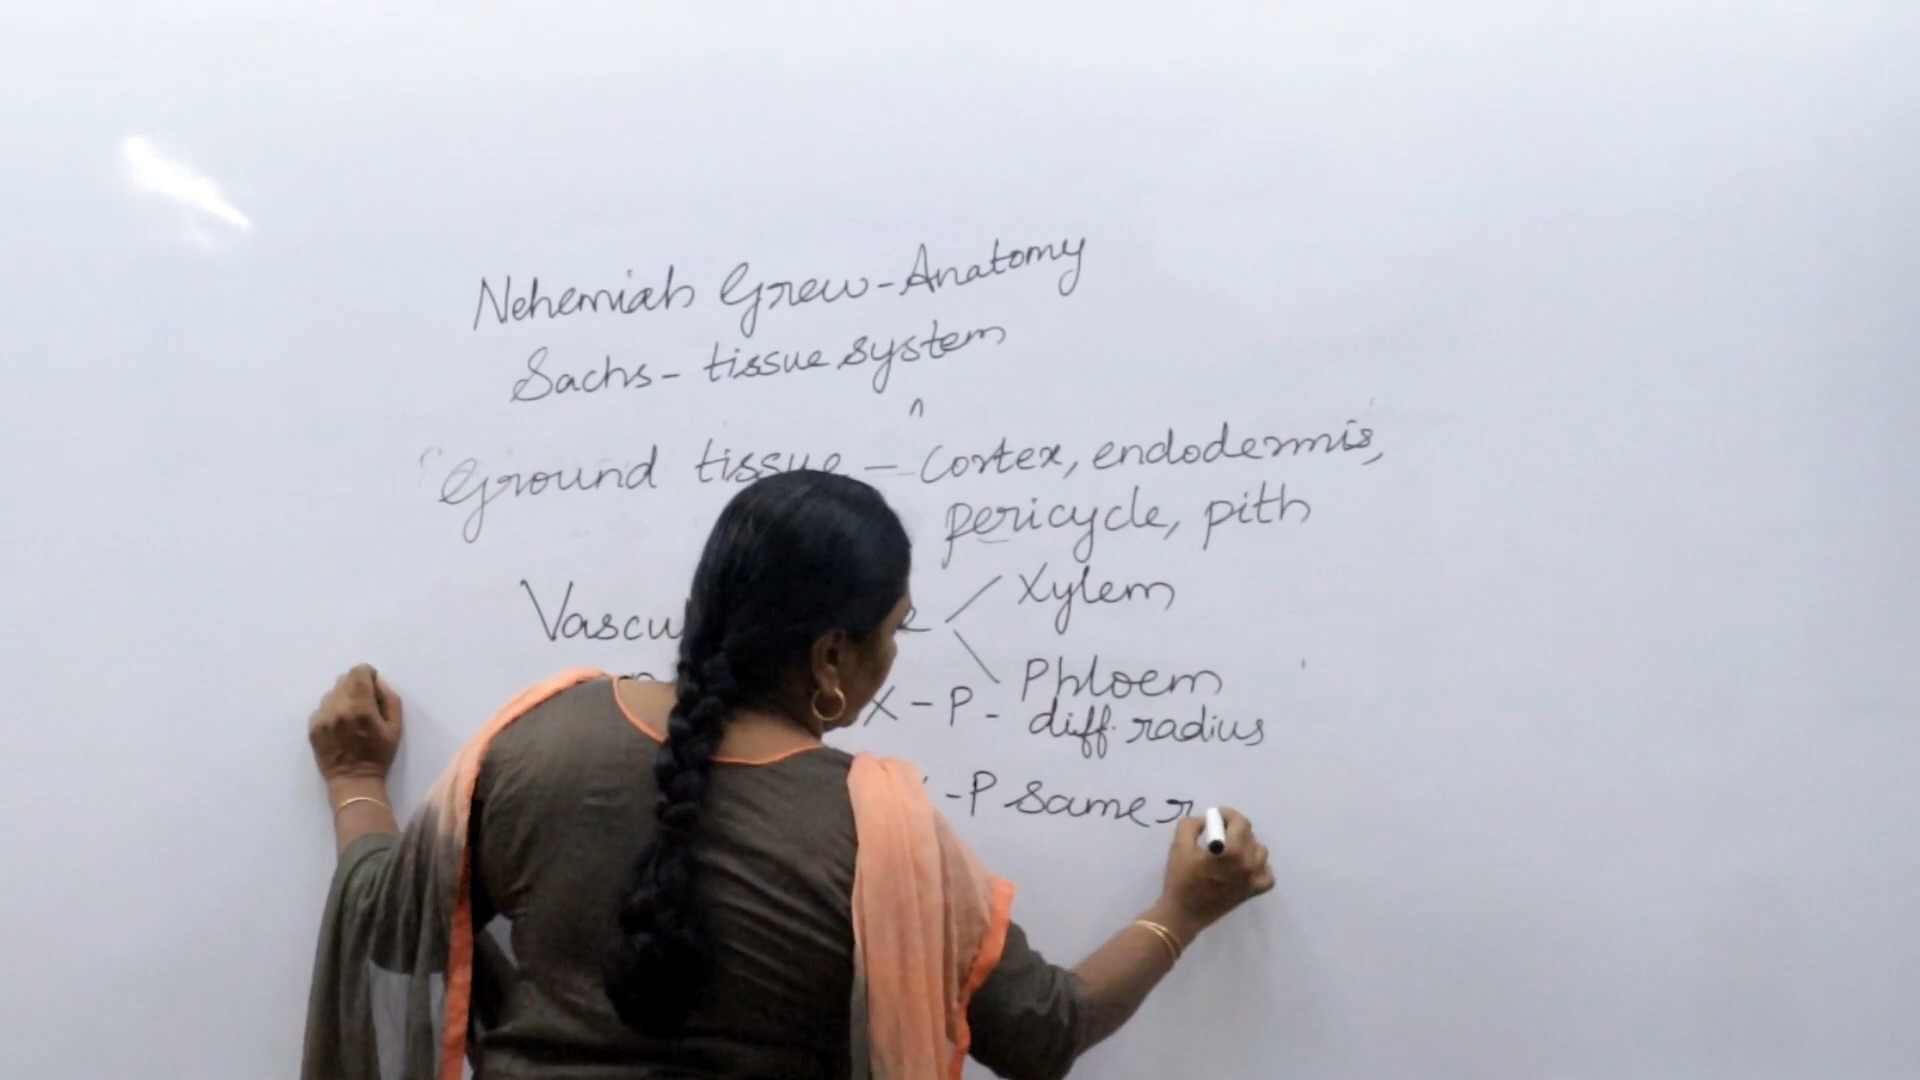 Nehemiah Grew-Anatomy
Sachs - tissue system
Ground tissue - Cortex, endodermis,
pericycle, pith
Xylem
Phloem
X - P - diff. radius
-P same r